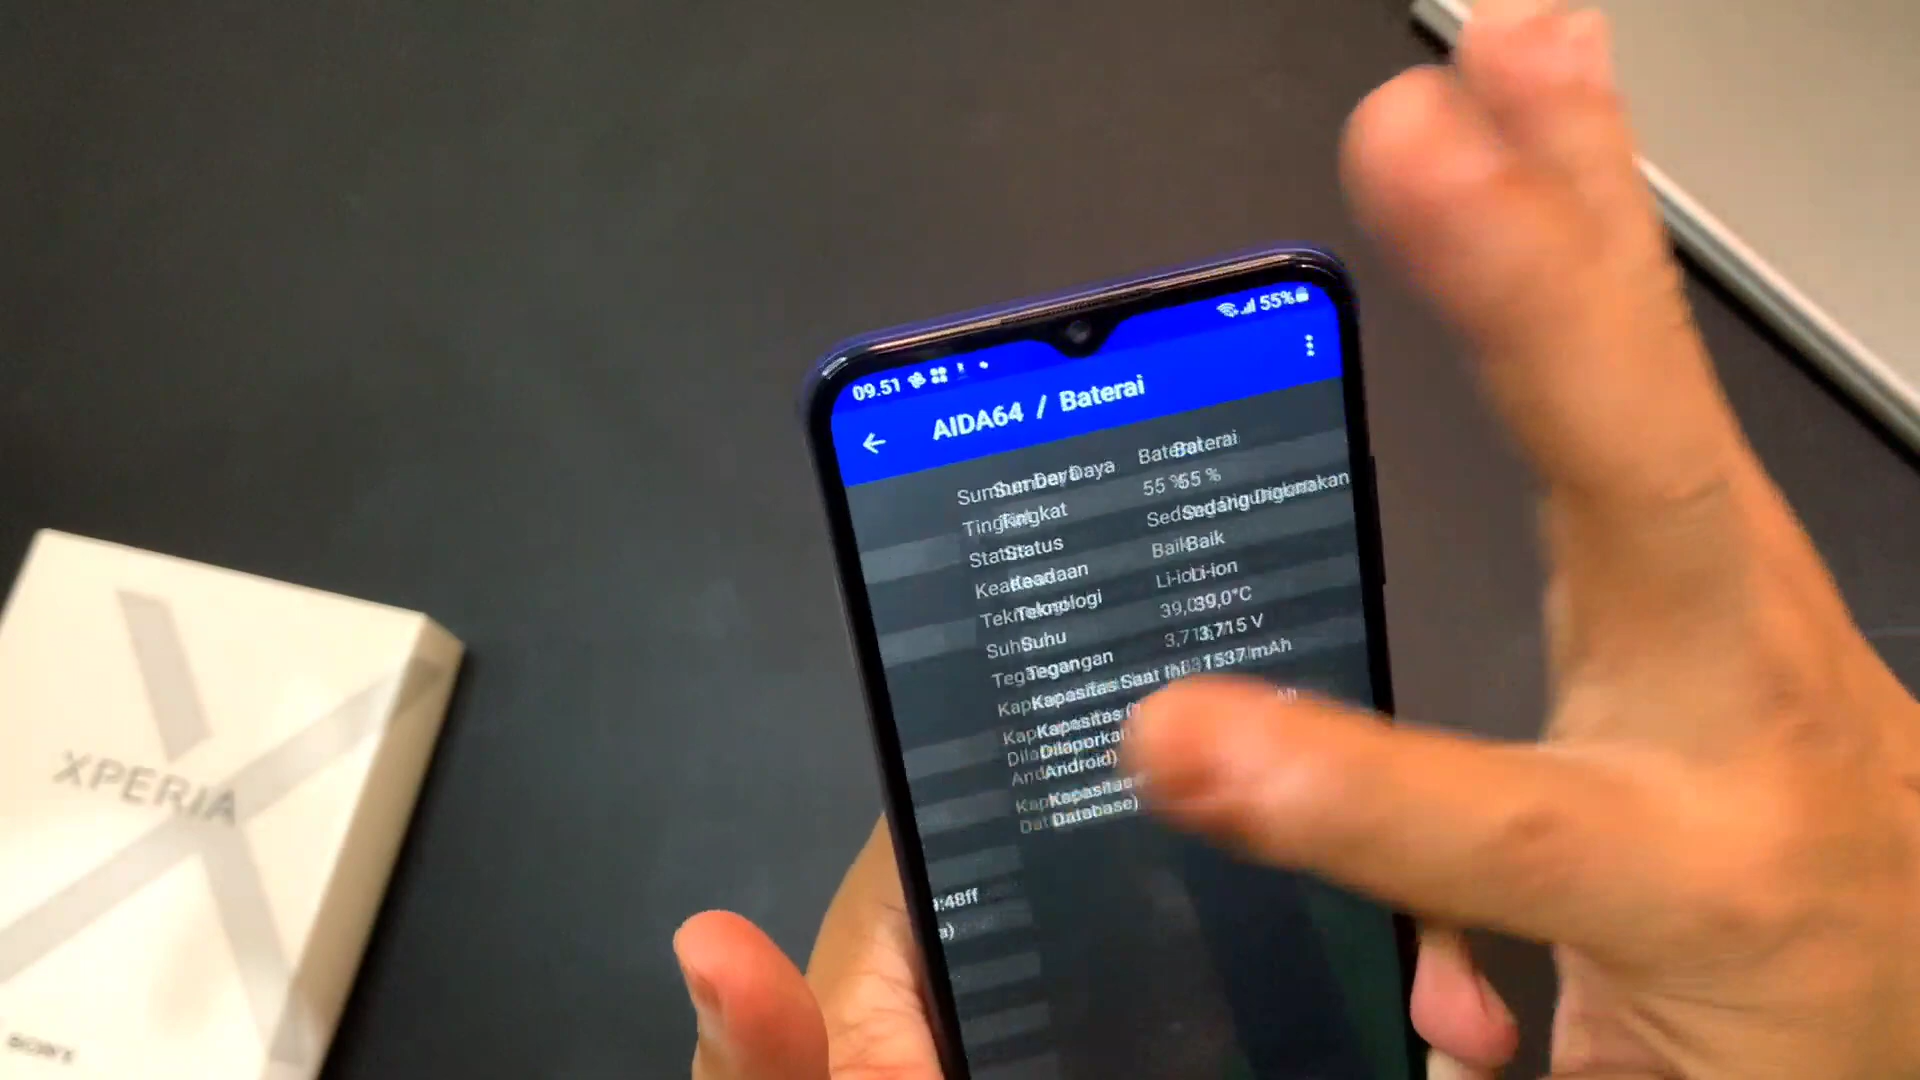 09.51
55%
AIDA64 / Baterai
Sumber Daya Baterai
Tingkat 55 %
Status Sedang Digunakan
Keadaan Baik
Teknologi Li-ion
Suhu 39,0°C
Tegangan 3,715 V
Kapasitas Saat Ini 1537 mAh
Kapasitas
Dilaporkan
Android)
Kapasitas
Database)
XPERIA
SONY